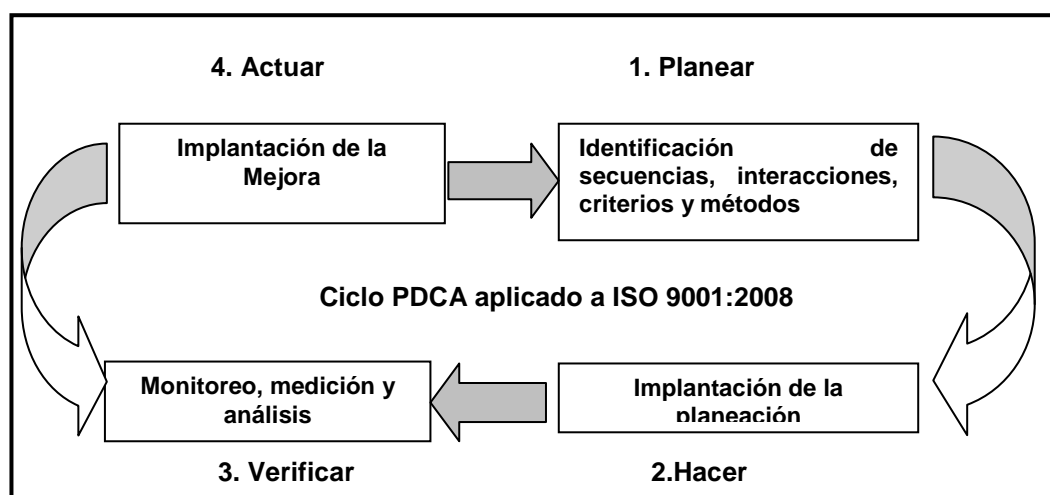 4. Actuar
1. Planear
Implantación de la
Mejora
Identificación de
secuencias, interacciones,
criterios y métodos
Ciclo PDCA aplicado a ISO 9001:2008
Monitoreo, medición y
análisis
Implantación de la
planeación
3. Verificar
2.Hacer